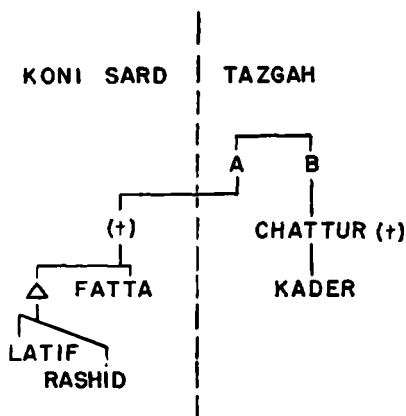 KONI SARD TAZGAH
A B
(+) CHATTUR (+)
FATTA KADER
LATIF
RASHID